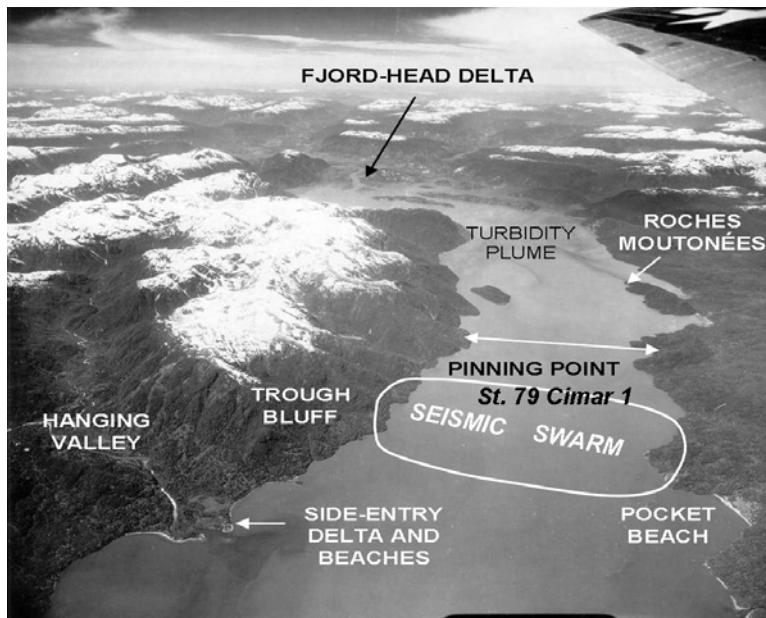 FJORD-HEAD DELTA
ROCHES
MOUTONÉES
TURBIDITY
PLUME
PINNING POINT
St. 79 Cimar 1
TROUGH
BLUFF
SEISMIC SWARM
HANGING
VALLEY
SIDE-ENTRY
DELTA AND
BEACHES
POCKET
BEACH